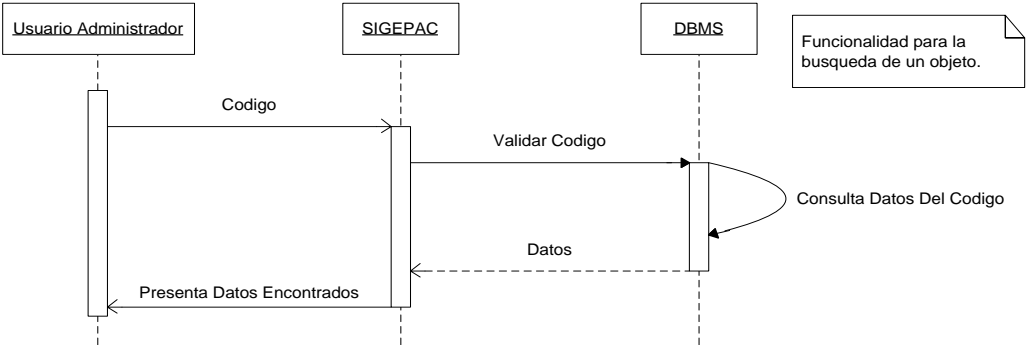 Usuario Administrador
SIGEPAC
DBMS
Funcionalidad para la
busqueda de un objeto.
Codigo
Validar Codigo
Consulta Datos Del Codigo
Datos
Presenta Datos Encontrados